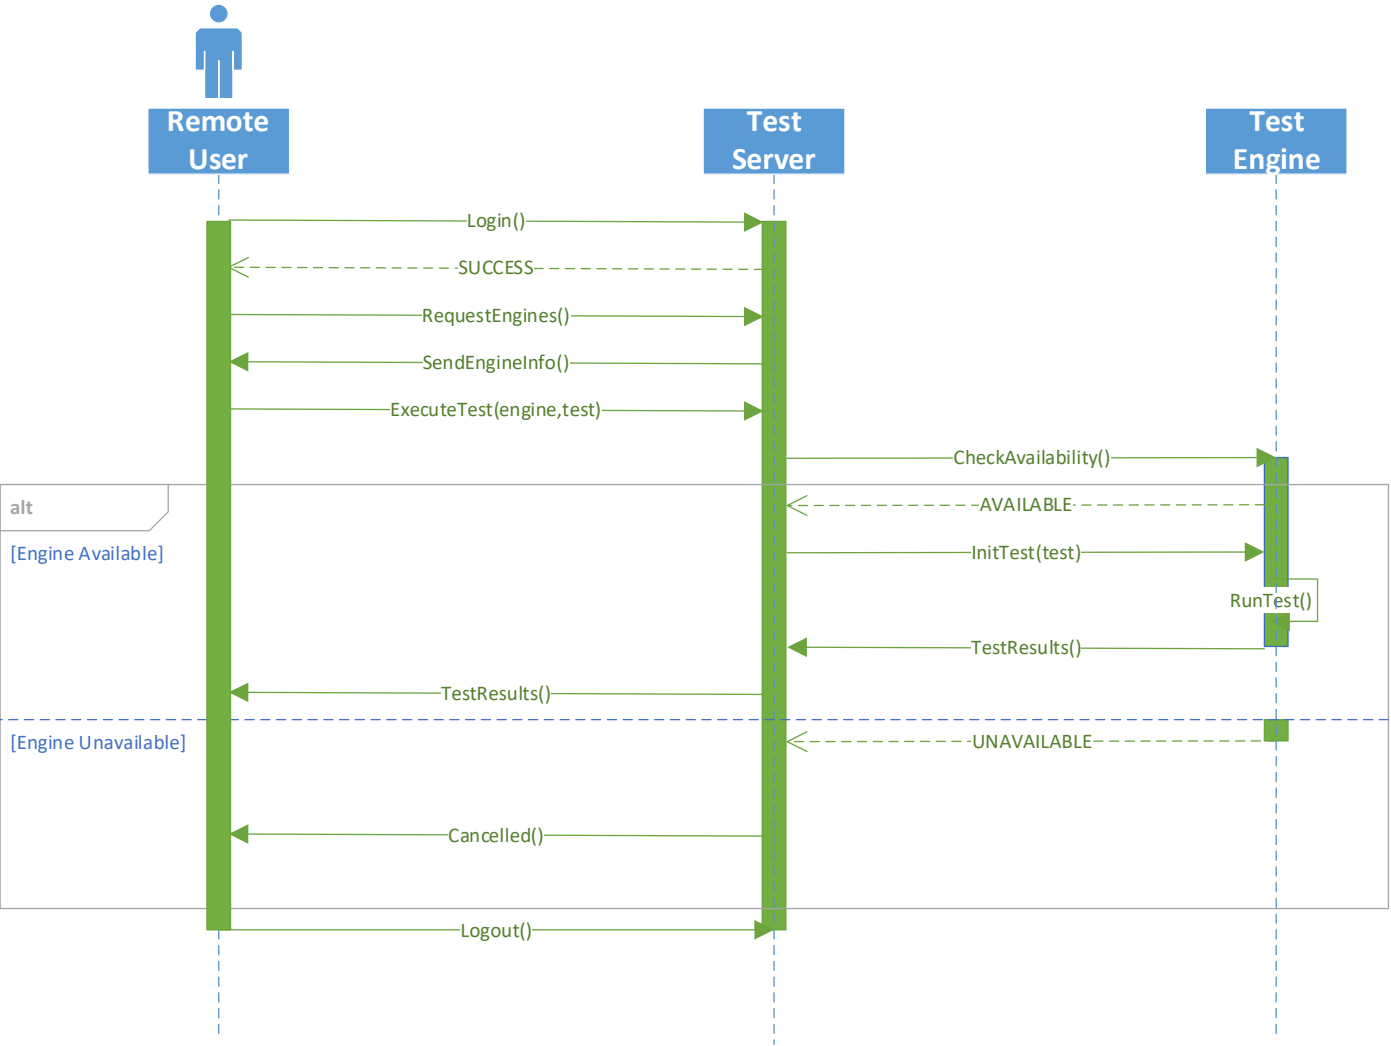 Remote
User
Test
Server
Test
Engine
Login()
SUCCESS
RequestEngines()
SendEngineInfo()
ExecuteTest(engine,test)
CheckAvailability()
alt
AVAILABLE
[Engine Available]
InitTest(test)
RunTest()
TestResults()
TestResults()
[Engine Unavailable]
UNAVAILABLE
Cancelled()
Logout()